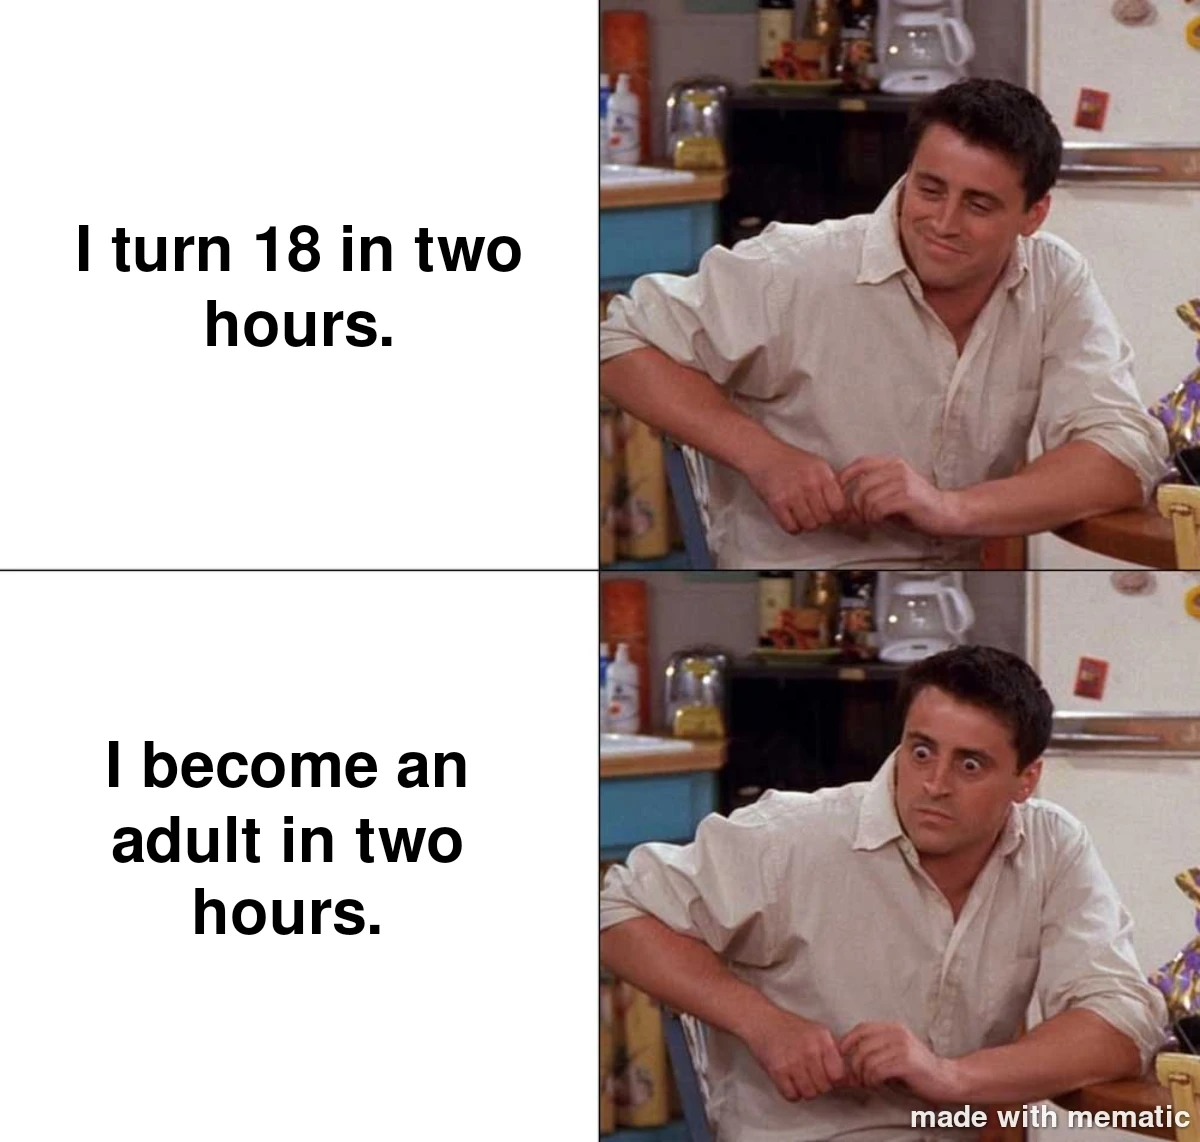 I turn 18 in two
hours.
I become an
adult in two
hours.
made with mematic